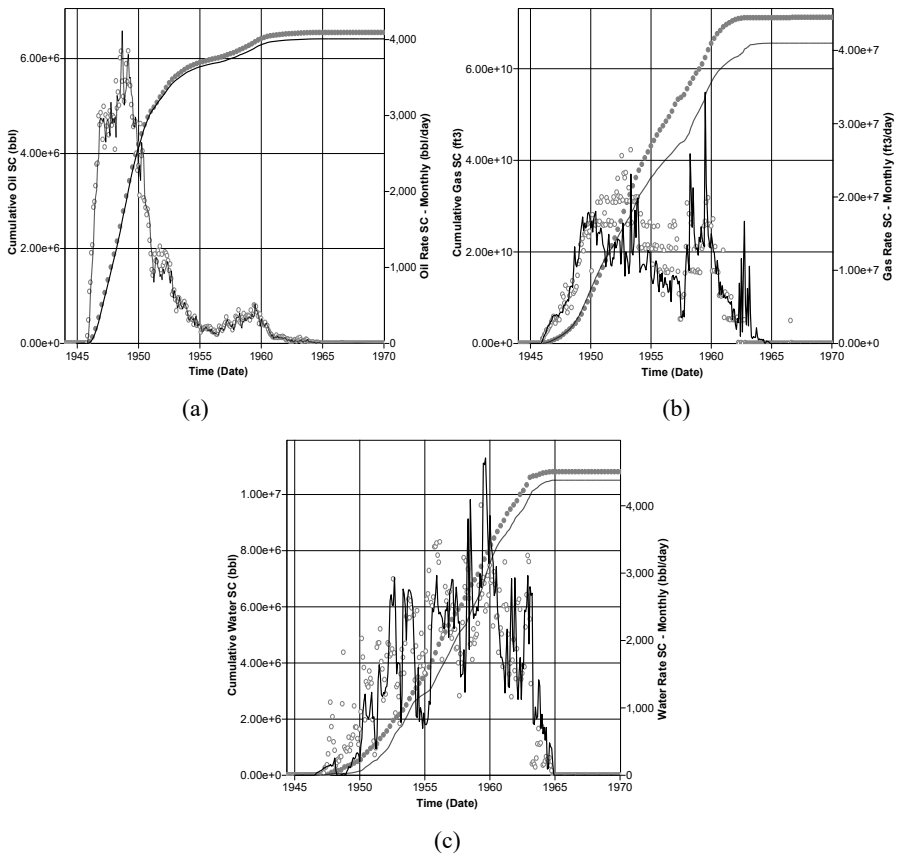 6.00e+6
4.00e+6
2.00e+6
0.00e+0
Cumulative Oil SC (bbl)
4,000
3,000
2,000
1,000
0
Oil Rate SC - Monthly (bbl/day)
1945 1950 1955 1960 1965 1970
Time (Date)
(a)
6.00e+10
4.00e+10
2.00e+10
0.00e+0
Cumulative Gas SC (ft3)
4.00e+7
3.00e+7
2.00e+7
1.00e+7
0.00e+0
Gas Rate SC - Monthly (ft3/day)
1945 1950 1955 1960 1965 1970
Time (Date)
(b)
1.00e+7
8.00e+6
6.00e+6
4.00e+6
2.00e+6
0.00e+0
Cumulative Water SC (bbl)
4,000
3,000
2,000
1,000
0
Water Rate SC - Monthly (bbl/day)
1945 1950 1955 1960 1965 1970
Time (Date)
(c)